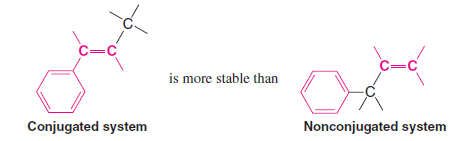 C
C=C
is more stable than
C=C
C
Conjugated system
Nonconjugated system